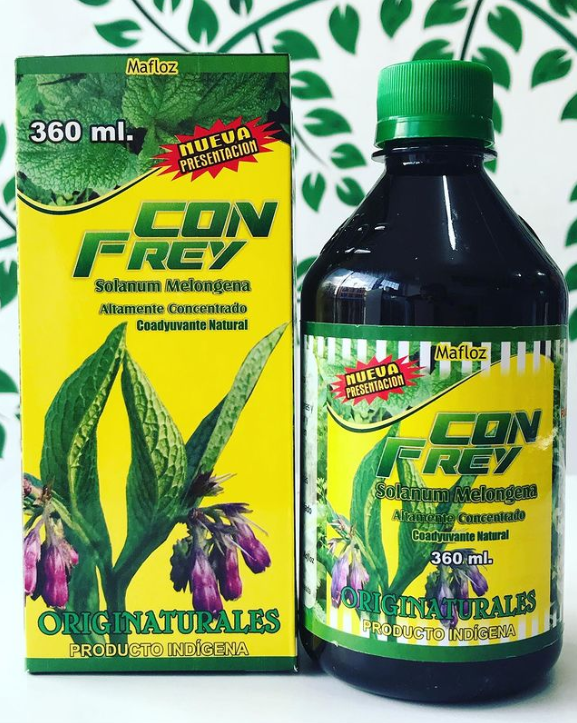 Mafloz
360 ml.
NUEVA
PRESENTACION
CON
FREY
Solanum Melongena
Altamente Concentrado
Coadyuvante Natural
ORIGINATURALES
PRODUCTO INDÍGENA
Mafloz
NUEVA
PRESENTACION
CON
FREY
Solanum Melongena
Altamente Concentrado
Coadyuvante Natural
360 ml.
ORIGINATURALES
PRODUCTO INDÍGENA